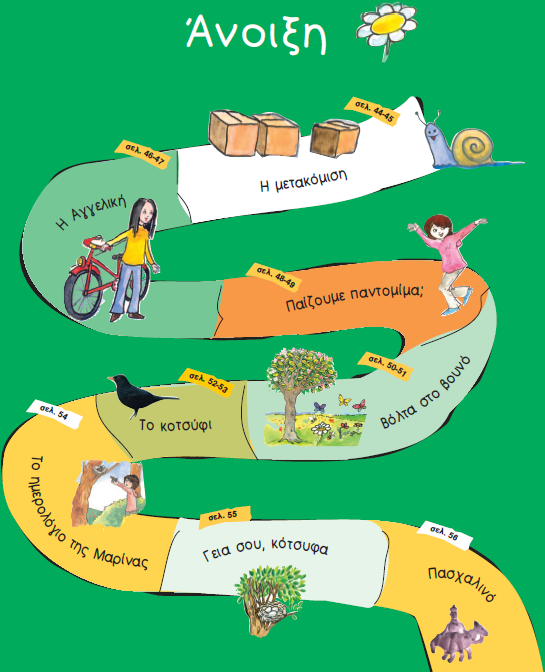 Άνοιξη
σελ. 44-45
Η μετακόμιση
σελ. 46-47
Η Αγγελική
σελ. 48-49
Παίζουμε παντομίμα;
σελ. 50-51
Βόλτα στο βουνό
σελ. 52-53
Το κοτσύφι
σελ. 54
Το ημερολόγιο της Μαρίνας
σελ. 55
Γεια σου, κότσυφα
σελ. 56
Πασχαλινό